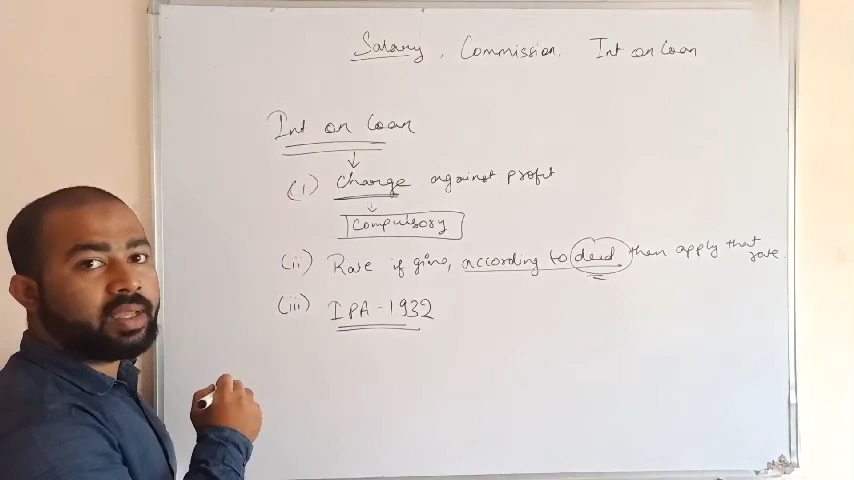 Salary, Commission. Int on Loan
Int on Loan
(i) Charge against profit
Compulsory
(ii) Rate if give, according to deed then apply that rate.
(iii) IPA-1932